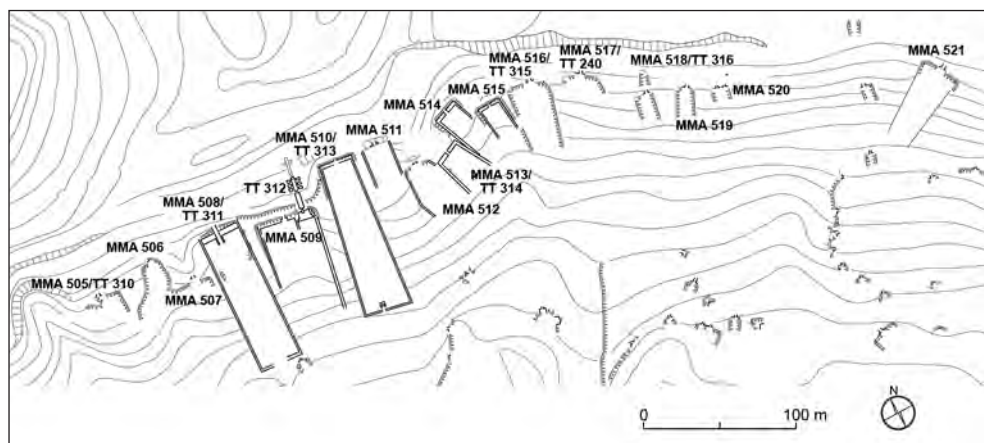 MMA 521
MMA 517/
TT 240
MMA 516/
TT 315
MMA 518/TT 316
MMA 515
MMA 514
MMA 520
MMA 519
MMA 511
MMA 510/
TT 313
MMA 513/
TT 314
TT 312
MMA 512
MMA 508/
TT 311
MMA 509
MMA 506
MMA 505/TT 310
MMA 507
N
0 100 m